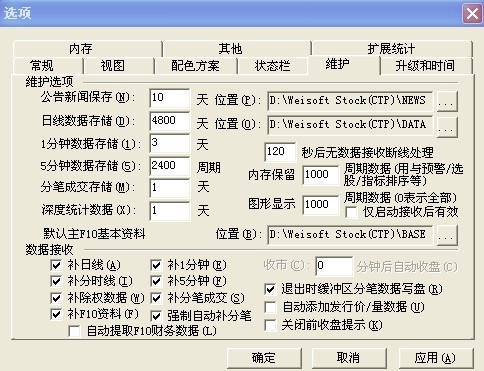 选项
内存 其他 扩展统计
常规 视图 配色方案 状态栏 维护 升级和时间
维护选项
公告新闻保存(N): 10 天 位置(P): D:\Weisoft Stock(CTP)\NEWS ...
日线数据存储(D): 4800 天 位置(O): D:\Weisoft Stock(CTP)\DATA ...
1分钟数据存储(1) 3 天 120 秒后无数据接收断线处理
5分钟数据存储(5): 2400 周期 内存保留 1000 周期数据(用与预警/选股/指标排序等)
分笔成交存储(M): 1 天 图形显示 1000 周期数据(0表示全部)
深度统计数据(X): 1 天 仅启动接收后有效
默认主F10基本资料 位置(B): D:\Weisoft Stock(CTP)\BASE ...
数据接收
补日线(A) 补1分钟(E) 收市(C): 0 分钟后自动收盘(C)
补分时线(I) 补5分钟(F) 退出时缓冲区分笔数据写盘(R)
补除权数据(W) 补分笔成交(S) 自动添加发行价/量数据(U)
补F10资料(F) 强制自动补分笔 关闭前收盘提示(K)
自动提取F10财务数据(L)
确定 取消 应用(A)